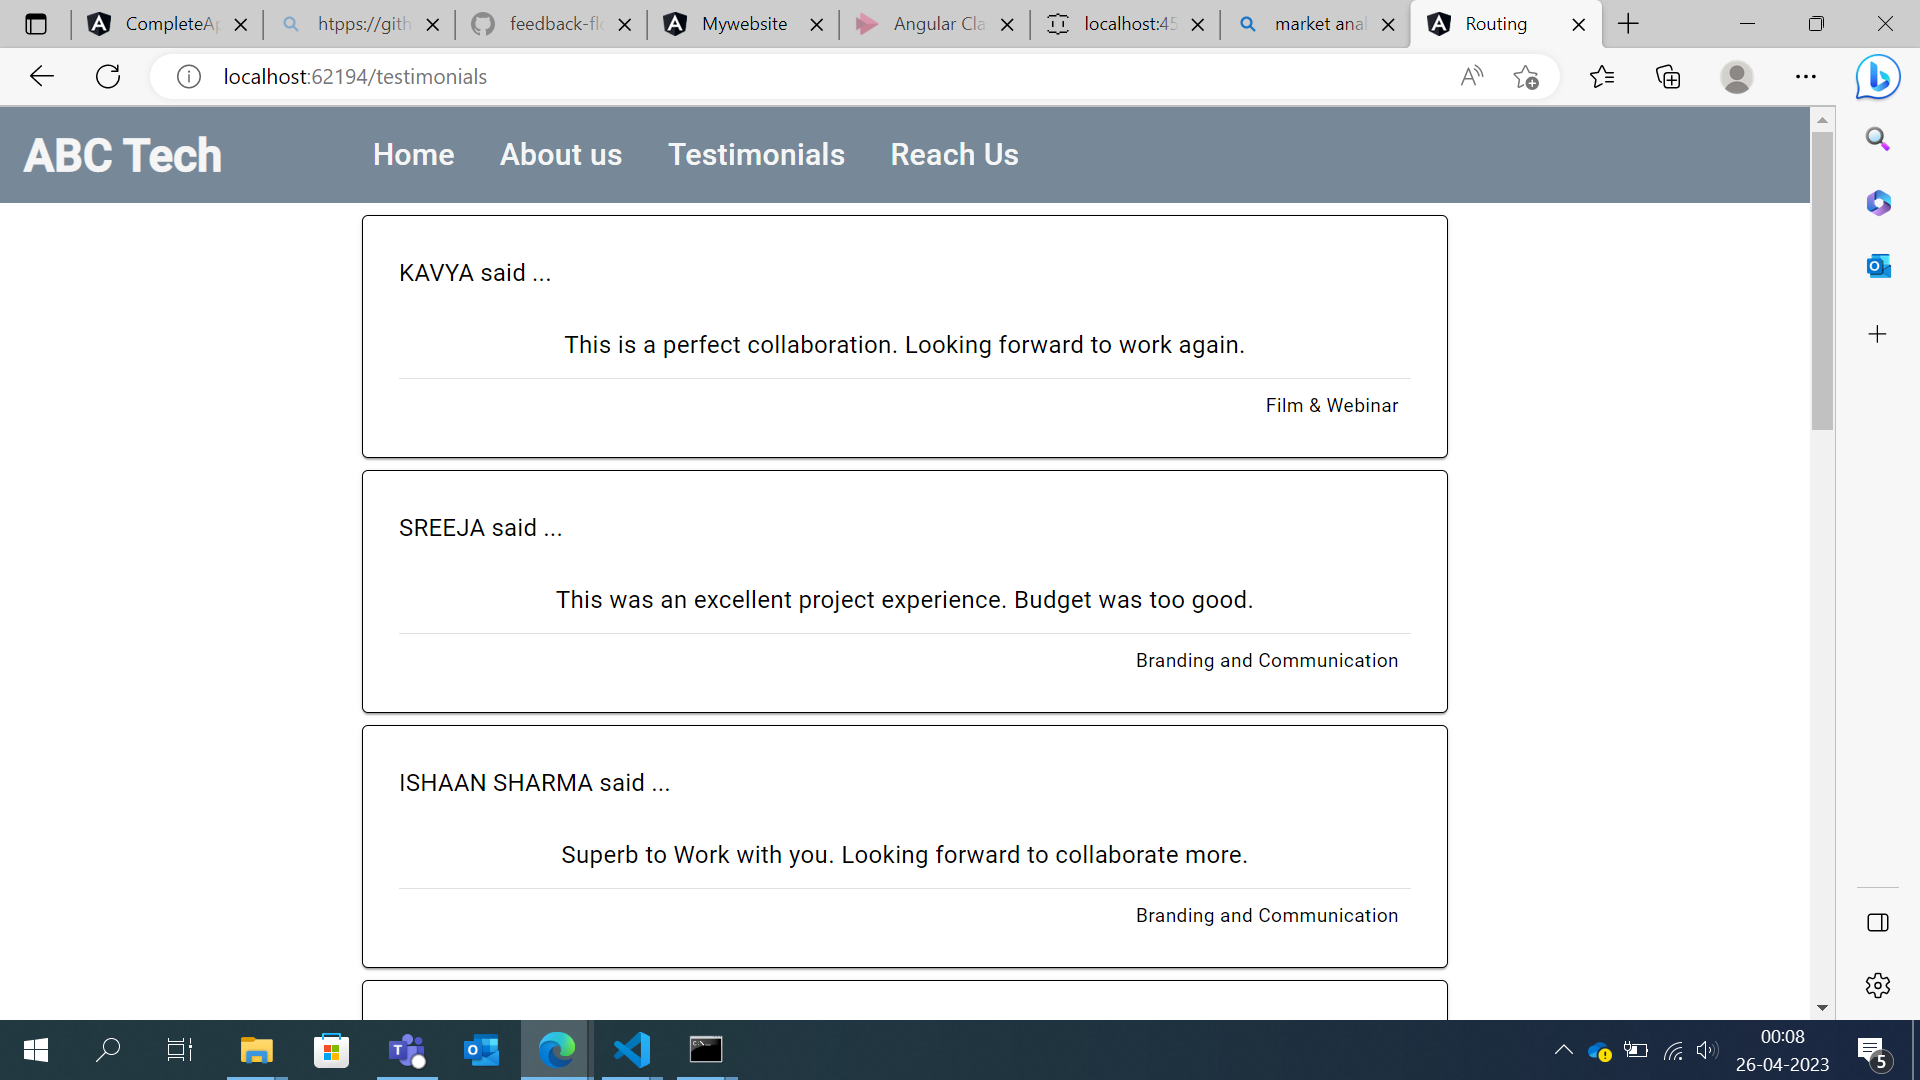 CompleteAp
htpps://gith
feedback-flo
Mywebsite
Angular Cla
localhost:45
market anal
Routing
localhost:62194/testimonials
ABC Tech
Home
About us
Testimonials
Reach Us
KAVYA said ...
This is a perfect collaboration. Looking forward to work again.
Film & Webinar
SREEJA said ...
This was an excellent project experience. Budget was too good.
Branding and Communication
ISHAAN SHARMA said ...
Superb to Work with you. Looking forward to collaborate more.
Branding and Communication
00:08
26-04-2023
5